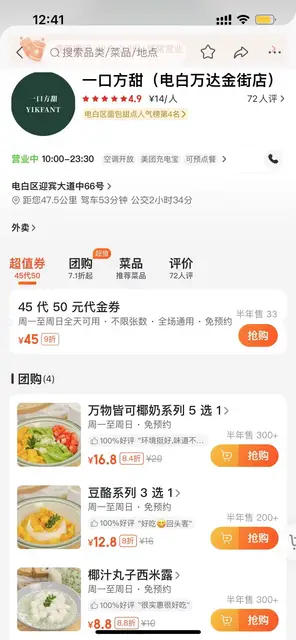 12:41
搜索品类/菜品/地点
一口方甜
YIKFANT
一口方甜（电白万达金街店）
4.9 ¥14/人 72人评
电白区面包甜点人气榜第4名
营业中 10:00-23:30 空调开放 美团充电宝 可预点餐
电白区迎宾大道中66号
距您47.5公里 驾车53分钟 公交2小时34分
外卖
超值
超值券 团购 菜品 评价
45代50 7.1折起 推荐菜品 72人评
45 代 50 元代金券
半年售 33
周一至周日全天可用 · 不限张数 · 全场通用 · 免预约
¥45 9折 抢购
团购(4)
万物皆可椰奶系列 5 选 1
周一至周日 · 免预约
半年售 300+
100%好评 “环境挺好,味道不...
¥16.8 8.4折 ¥20 抢购
豆酪系列 3 选 1
周一至周日 · 免预约
半年售 200+
100%好评 “好吃😋回头客”
¥12.8 8折 ¥16 抢购
椰汁丸子西米露
周一至周日 · 免预约
半年售 300+
100%好评 “很实惠很好吃”
¥8.8 8.8折 ¥10 抢购